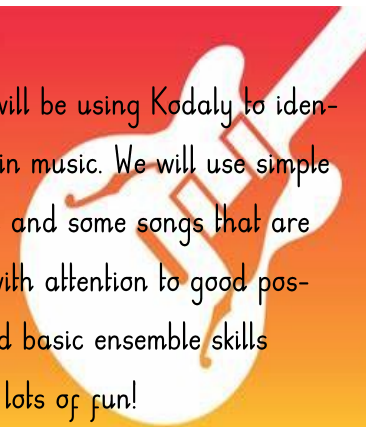 will be using Kodaly to iden-
in music. We will use simple
and some songs that are
with attention to good pos-
d basic ensemble skills
lots of fun!